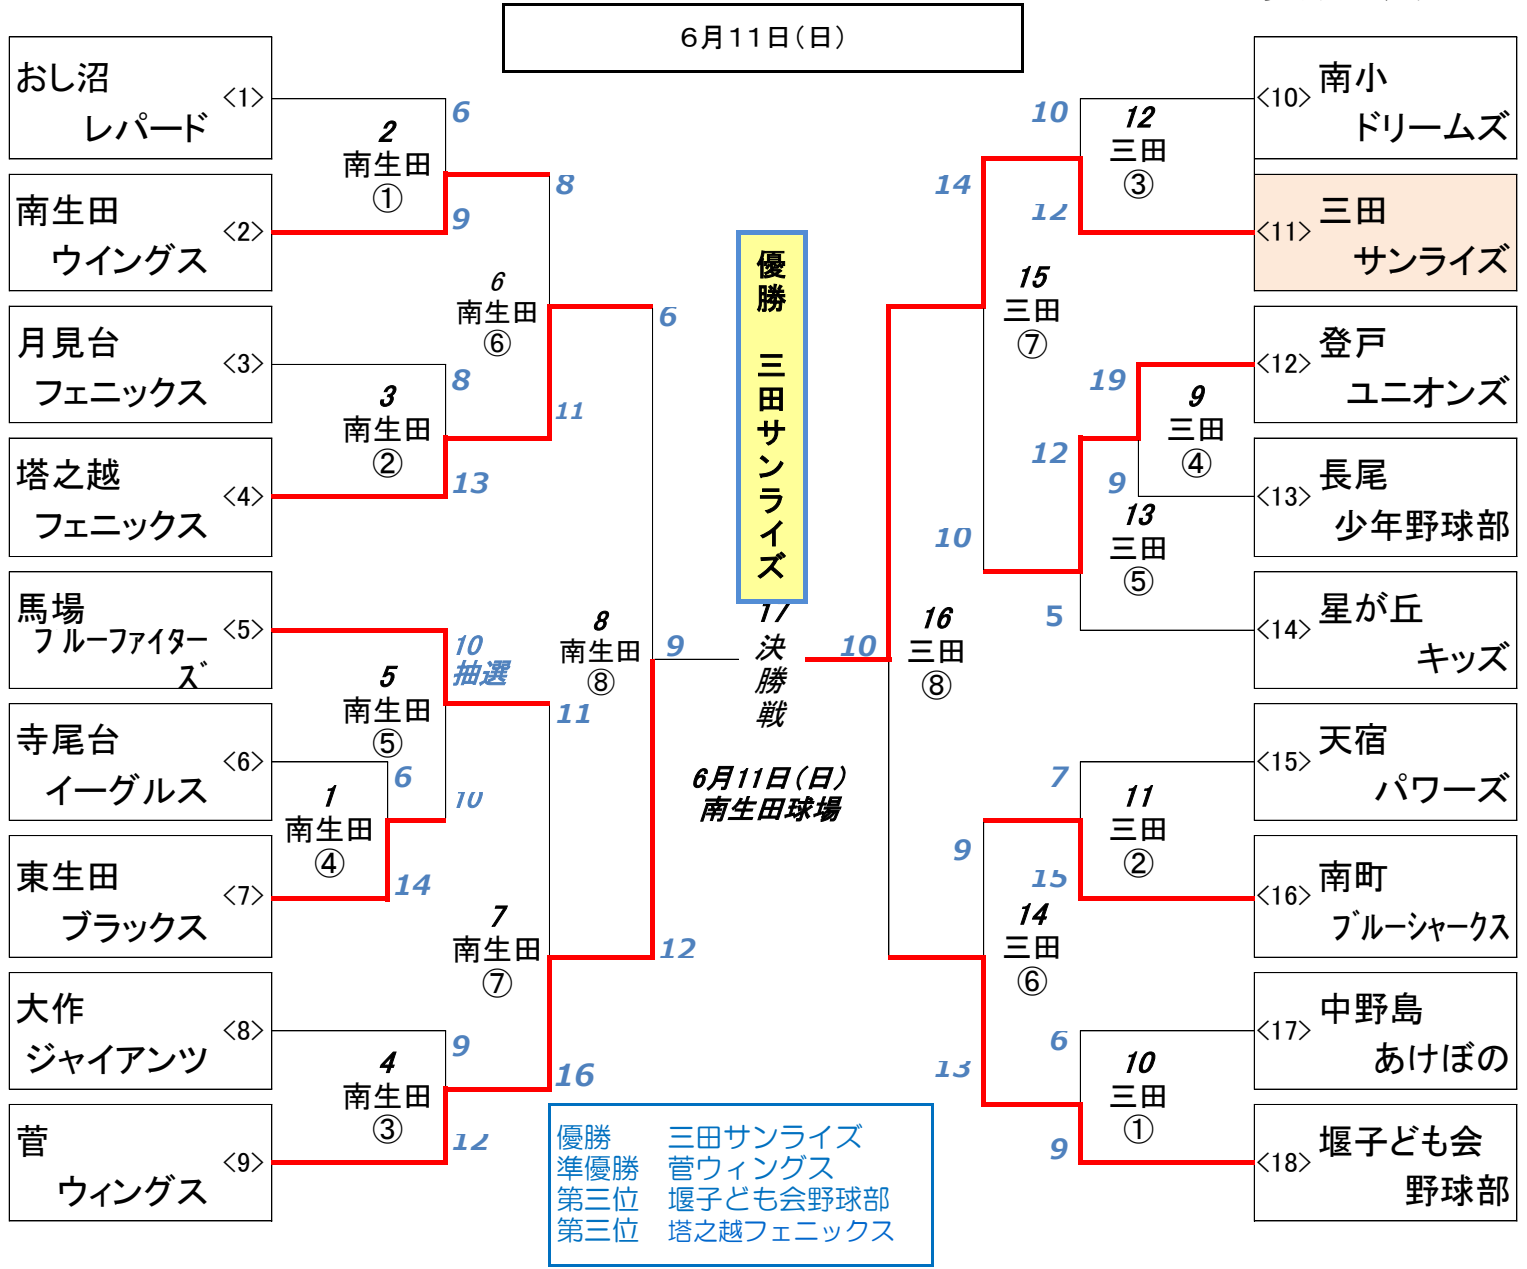 6月11日(日)
おし沼
レパード
<1>
南生田
ウイングス
<2>
月見台
フェニックス
<3>
塔之越
フェニックス
<4>
馬場
ブルーファイター
ズ
<5>
寺尾台
イーグルス
<6>
東生田
ブラックス
<7>
大作
ジャイアンツ
<8>
菅
ウィングス
<9>
6
2
南生田
①
9
8
6
南生田
⑥
8
3
南生田
②
13
11
6
10
抽選
5
南生田
⑤
6
1
南生田
④
14
10
11
7
南生田
⑦
9
4
南生田
③
12
16
12
8
南生田
⑧
9
優勝 三田サンライズ
17
決勝戦
6月11日(日)
南生田球場
10
16
三田
⑧
14
15
三田
⑦
10
10
12
三田
③
12
19
9
三田
④
9
12
13
三田
⑤
5
7
11
三田
②
15
9
14
三田
⑥
13
6
10
三田
①
9
<10>
南小
ドリームズ
<11>
三田
サンライズ
<12>
登戸
ユニオンズ
<13>
長尾
少年野球部
<14>
星が丘
キッズ
<15>
天宿
パワーズ
<16>
南町
ブルーシャークス
<17>
中野島
あけぼの
<18>
堰子ども会
野球部
優勝 三田サンライズ
準優勝 菅ウィングス
第三位 堰子ども会野球部
第三位 塔之越フェニックス